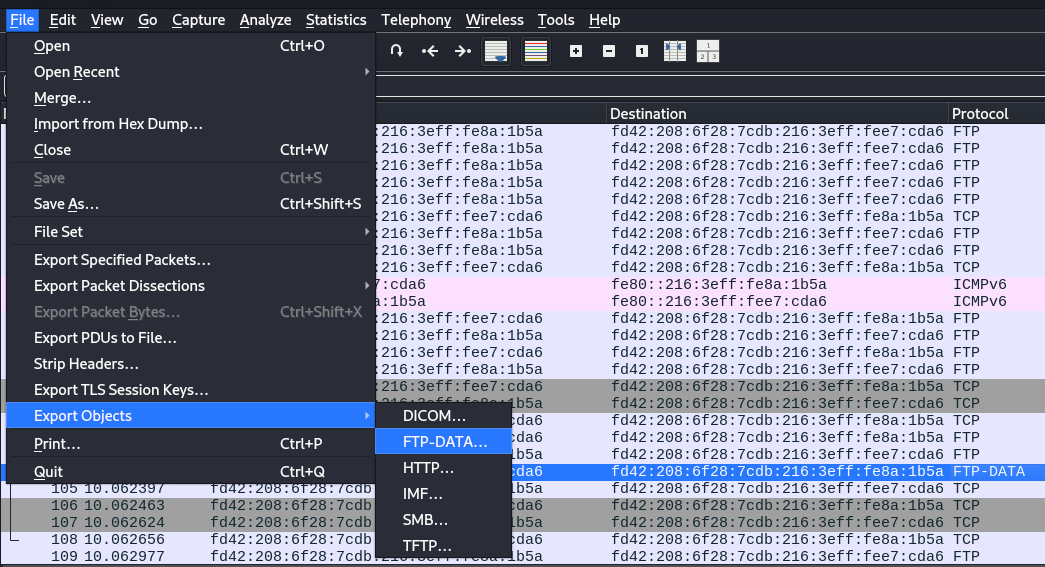 File Edit View Go Capture Analyze Statistics Telephony Wireless Tools Help
Open Ctrl+O
Open Recent
Merge...
Import from Hex Dump...
Close Ctrl+W
Save Ctrl+S
Save As... Ctrl+Shift+S
File Set
Export Specified Packets...
Export Packet Dissections
Export Packet Bytes... Ctrl+Shift+X
Export PDUs to File...
Strip Headers...
Export TLS Session Keys...
Export Objects
Print... Ctrl+P
Quit Ctrl+Q
DICOM...
FTP-DATA...
HTTP...
IMF...
SMB...
TFTP...
Destination Protocol
:216:3eff:fe8a:1b5a fd42:208:6f28:7cdb:216:3eff:fee7:cda6 FTP
:216:3eff:fe8a:1b5a fd42:208:6f28:7cdb:216:3eff:fee7:cda6 FTP
:216:3eff:fe8a:1b5a fd42:208:6f28:7cdb:216:3eff:fee7:cda6 FTP
:216:3eff:fe8a:1b5a fd42:208:6f28:7cdb:216:3eff:fee7:cda6 FTP
:216:3eff:fe8a:1b5a fd42:208:6f28:7cdb:216:3eff:fee7:cda6 FTP
:216:3eff:fee7:cda6 fd42:208:6f28:7cdb:216:3eff:fe8a:1b5a TCP
:216:3eff:fe8a:1b5a fd42:208:6f28:7cdb:216:3eff:fee7:cda6 FTP
:216:3eff:fe8a:1b5a fd42:208:6f28:7cdb:216:3eff:fee7:cda6 FTP
:216:3eff:fee7:cda6 fd42:208:6f28:7cdb:216:3eff:fe8a:1b5a TCP
7:cda6 fe80::216:3eff:fe8a:1b5a ICMPv6
a:1b5a fe80::216:3eff:fee7:cda6 ICMPv6
:216:3eff:fee7:cda6 fd42:208:6f28:7cdb:216:3eff:fe8a:1b5a FTP
:216:3eff:fe8a:1b5a fd42:208:6f28:7cdb:216:3eff:fee7:cda6 FTP
:216:3eff:fee7:cda6 fd42:208:6f28:7cdb:216:3eff:fe8a:1b5a FTP
:216:3eff:fe8a:1b5a fd42:208:6f28:7cdb:216:3eff:fee7:cda6 FTP
:216:3eff:fee7:cda6 fd42:208:6f28:7cdb:216:3eff:fe8a:1b5a TCP
fd42:208:6f28:7cdb:216:3eff:fee7:cda6 TCP
cda6 fd42:208:6f28:7cdb:216:3eff:fe8a:1b5a TCP
1b5a fd42:208:6f28:7cdb:216:3eff:fee7:cda6 FTP
cda6 fd42:208:6f28:7cdb:216:3eff:fe8a:1b5a FTP
cda6 fd42:208:6f28:7cdb:216:3eff:fe8a:1b5a FTP-DATA
105 10.062397 fd42:208:6f28:7cdb 1b5a fd42:208:6f28:7cdb:216:3eff:fee7:cda6 TCP
106 10.062463 fd42:208:6f28:7cdb cda6 fd42:208:6f28:7cdb:216:3eff:fe8a:1b5a TCP
107 10.062624 fd42:208:6f28:7cdb 1b5a fd42:208:6f28:7cdb:216:3eff:fee7:cda6 TCP
108 10.062656 fd42:208:6f28:7cdb cda6 fd42:208:6f28:7cdb:216:3eff:fe8a:1b5a TCP
109 10.062977 fd42:208:6f28:7cdb cda6 fd42:208:6f28:7cdb:216:3eff:fe8a:1b5a FTP